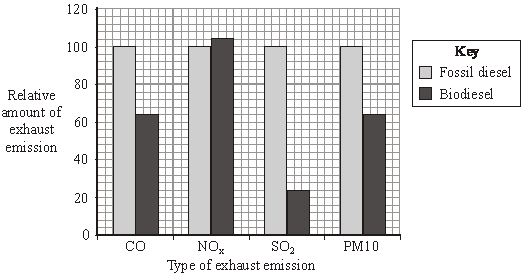 120
100
80
60
40
20
0
Relative
amount of
exhaust
emission
CO
NOx
SO2
PM10
Type of exhaust emission
Key
Fossil diesel
Biodiesel